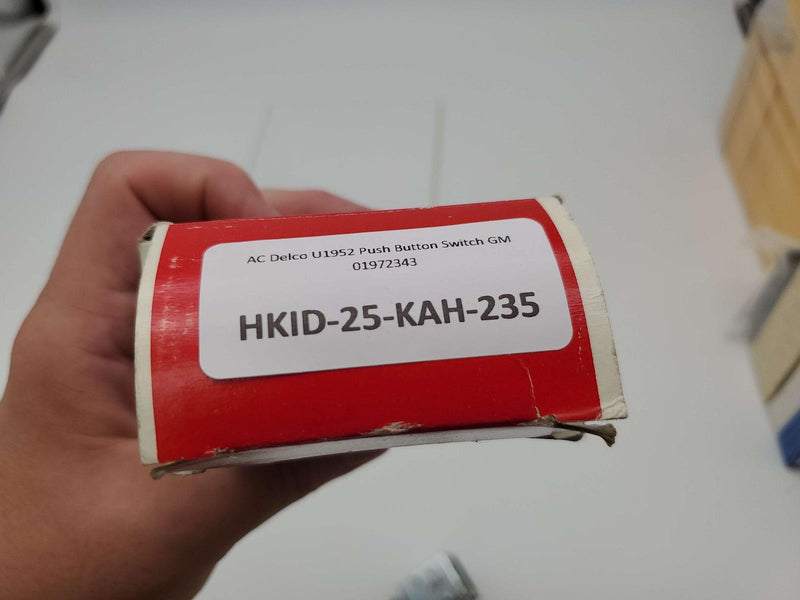 AC Delco U1952 Push Button Switch GM
01972343
HKID-25-KAH-235